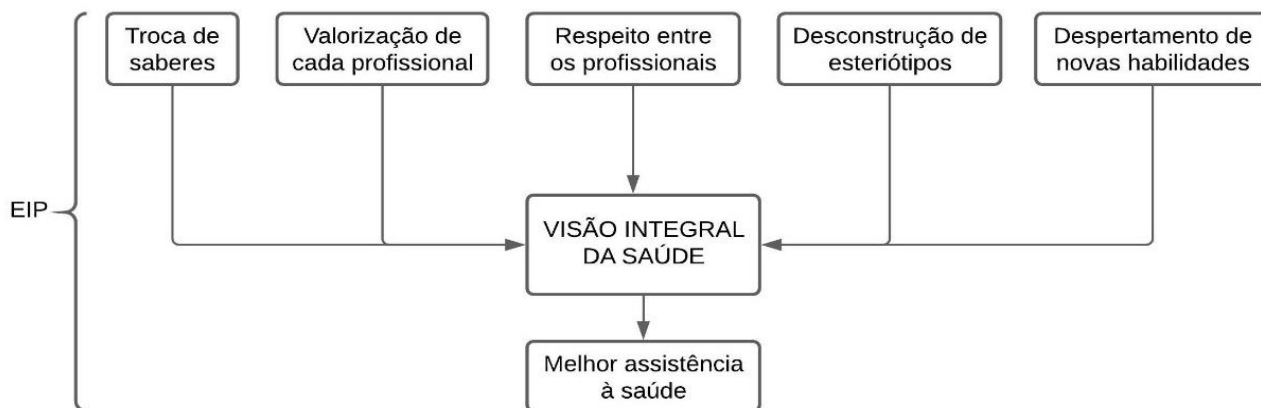 Troca de
saberes
Valorização de
cada profissional
Respeito entre
os profissionais
Desconstrução de
esteriótipos
Despertamento de
novas habilidades
EIP
VISÃO INTEGRAL
DA SAÚDE
Melhor assistência
à saúde